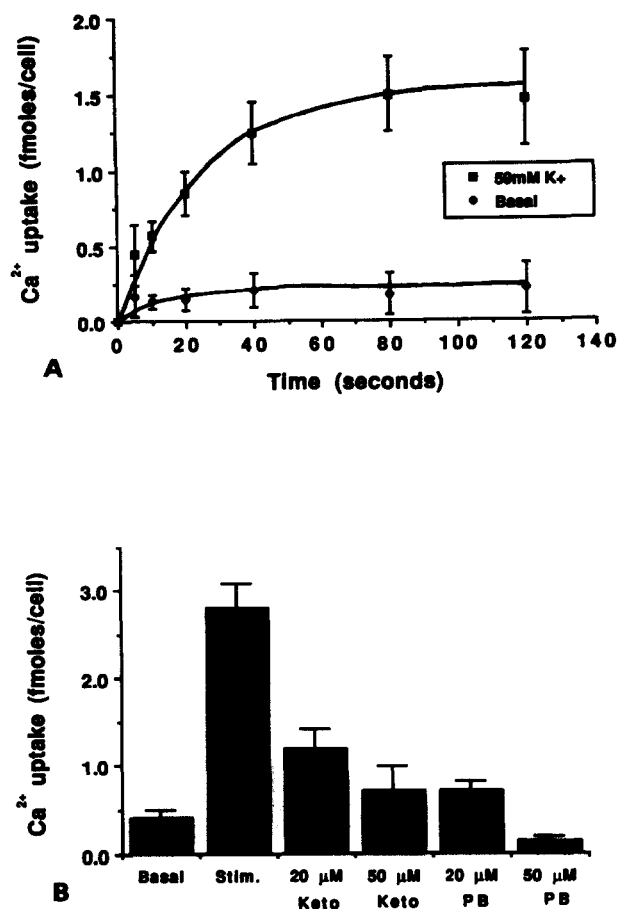 Ca²⁺ uptake (fmoles/cell)
2.0
1.5
1.0
0.5
0.0
59mM K+
Basal
0 20 40 60 80 100 120 140
Time (seconds)
A
Ca²⁺ uptake (fmoles/cell)
3.0
2.0
1.0
0.0
Basal Stim. 20 μM 50 μM 20 μM 50 μM
Keto Keto PB PB
B